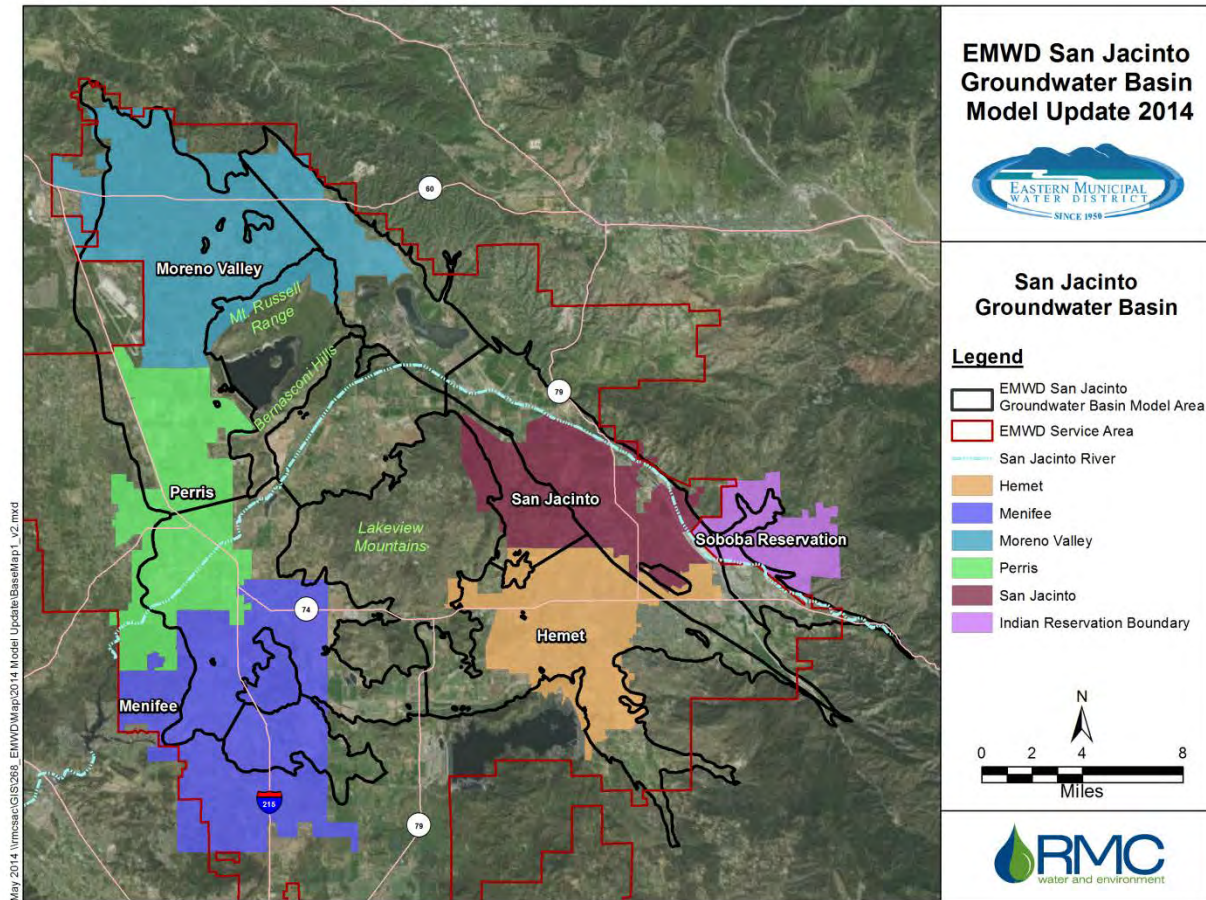 EMWD San Jacinto
Groundwater Basin
Model Update 2014
EASTERN MUNICIPAL
WATER DISTRICT
SINCE 1950
San Jacinto
Groundwater Basin
Legend
EMWD San Jacinto
Groundwater Basin Model Area
EMWD Service Area
San Jacinto River
Hemet
Menifee
Moreno Valley
Perris
San Jacinto
Indian Reservation Boundary
N
0 2 4 8
Miles
RMC
water and environment
60
Moreno Valley
Mt. Russell
Range
Bernasconi Hills
79
Perris
San Jacinto
Lakeview
Mountains
Soboba Reservation
74
Hemet
Menifee
215
79
May 2014 \\rmcsac\GIS\268_EMWD\Map\2014 Model Update\BaseMap1_v2.mxd